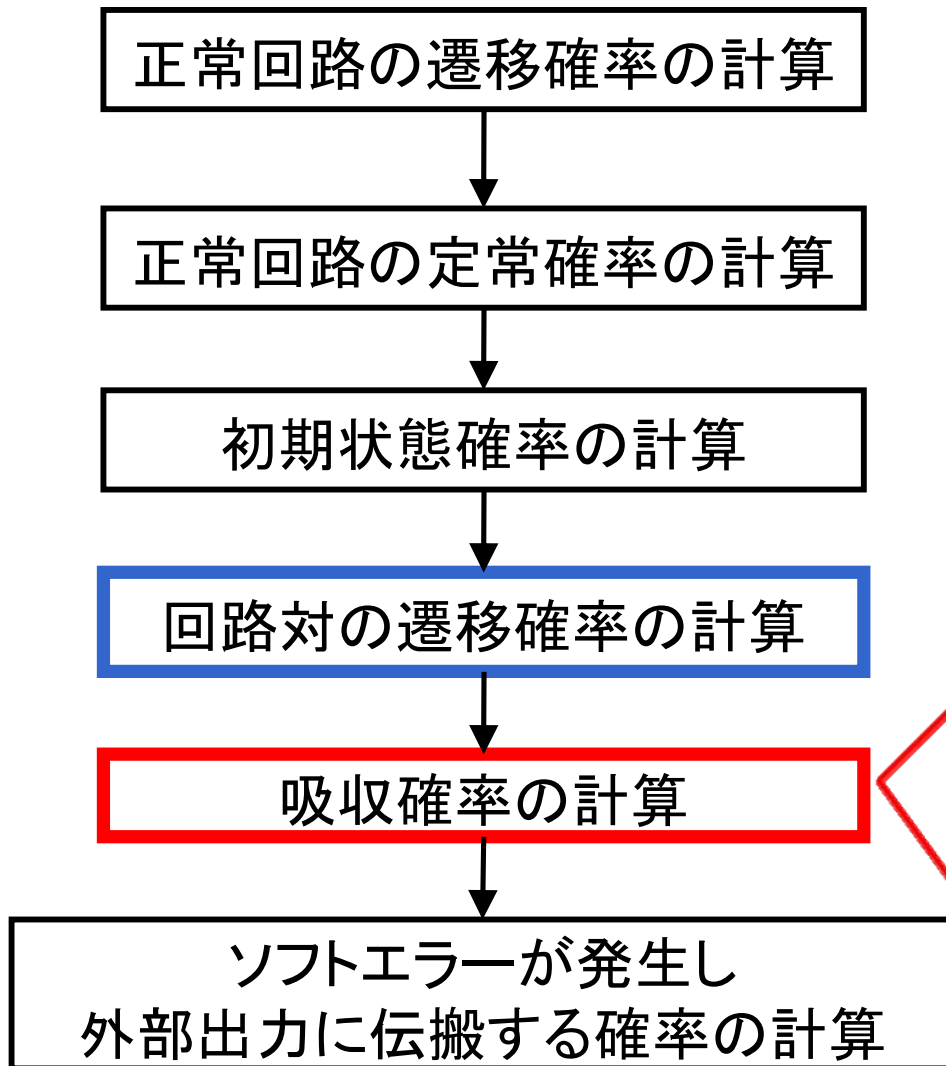 正常回路の遷移確率の計算
正常回路の定常確率の計算
初期状態確率の計算
回路対の遷移確率の計算
吸収確率の計算
ソフトエラーが発生し
外部出力に伝搬する確率の計算